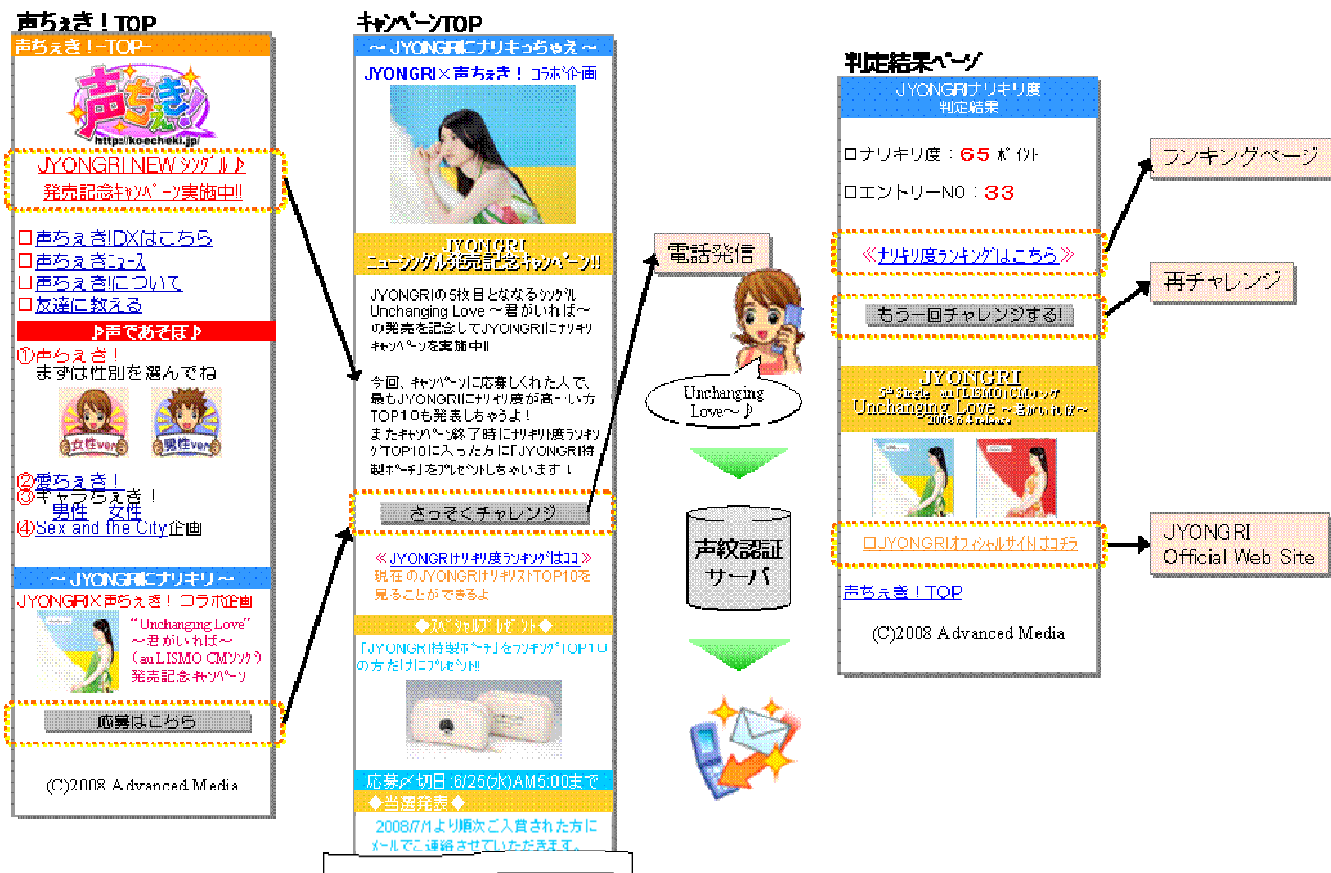 声ちぇき！TOP
声ちぇき！-TOP-
声ちぇき！
http://koechieki.jp/
JYONGRI NEW ｼﾝｸﾞﾙ♪
発売記念ｷｬﾝﾍﾟｰﾝ実施中!!
□声ちぇき!DXはこちら
□声ちぇきﾆｭｰｽ
□声ちぇき!について
□友達に教える
♪声であそぼ♪
①声ちぇき！
まずは性別を選んでね
女性ver
男性ver
②愛ちぇき！
③キャラちぇき！
男性 女性
④Sex and the City企画
～ JYONGRIにナリキリ ～
JYONGRI×声ちぇき！ コラボ企画
“Unchanging Love”
～君がいれば～
（au LISMO CMｿﾝｸﾞ）
発売記念ｷｬﾝﾍﾟｰﾝ
応募はこちら
(C)2008 Advanced Media
キャンペーンTOP
～ JYONGRIにナリキっちゃえ ～
JYONGRI×声ちぇき！ ｺﾗﾎﾞ企画
JYONGRI
ニューシングル発売記念キャンペーン!!
JYONGRIの5枚目とななるｼﾝｸﾞﾙ
Unchanging Love ～君がいれば～
の発売を記念してJYONGRIにﾅﾘｷﾘ
ｷｬﾝﾍﾟｰﾝを実施中!!
今回、ｷｬﾝﾍﾟｰﾝに応募しくれた人で、
最もJYONGRIにﾅﾘｷﾘ度が高ーい方
TOP10も発表しちゃうよ！
またｷｬﾝﾍﾟｰﾝ終了時にﾅﾘｷﾘ度ﾗﾝｷﾝ
ｸﾞTOP10に入った方に「JYONGRI特
製ﾎﾟｰﾁ」をﾌﾟﾚｾﾞﾝﾄしちゃいます！
さっそくチャレンジ
≪JYONGRIﾅﾘｷﾘ度ﾗﾝｷﾝｸﾞはｺｺ≫
現在のJYONGRIﾅﾘｷﾘｽﾄTOP10を
見ることができるよ
◆ｽﾍﾟｼｬﾙﾌﾟﾚｾﾞﾝﾄ◆
「JYONGRI特製ﾎﾟｰﾁ」をﾗﾝｷﾝｸﾞTOP10
の方だけにﾌﾟﾚｾﾞﾝﾄ!!
応募〆切日：6/25(水)AM5:00まで
◆当選発表◆
2008/7/1より順次ご入賞された方に
ﾒｰﾙでご連絡させていただきます。
電話発信
Unchanging
Love～♪
声紋認証
サーバ
判定結果ページ
JYONGRIナリキリ度
判定結果
□ナリキリ度：65 ﾎﾟｲﾝﾄ
□エントリーNO：33
≪ﾅﾘｷﾘ度ﾗﾝｷﾝｸﾞはこちら≫
もう一回チャレンジする!
JYONGRI
5th Single au「LISMO」CMソング
Unchanging Love ～君がいれば～
2008.6.4 release
□JYONGRIｵﾌｨｼｬﾙｻｲﾄはｺﾁﾗ
声ちぇき！TOP
(C)2008 Advanced Media
ランキングページ
再チャレンジ
JYONGRI
Official Web Site